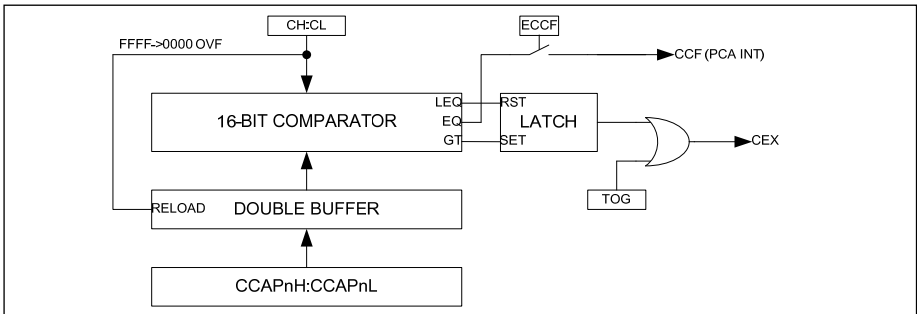 CH:CL
ECCF
FFFF->0000 OVF
CCF (PCA INT)
LEQ
RST
16-BIT COMPARATOR
EQ
LATCH
GT
SET
CEX
RELOAD
DOUBLE BUFFER
TOG
CCAPnH:CCAPnL